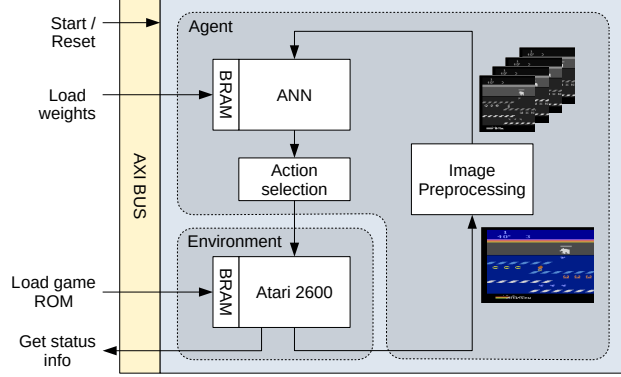 Start /
Reset
Agent
BRAM
ANN
Load
weights
AXI BUS
Action
selection
Image
Preprocessing
Environment
BRAM
Atari 2600
Load game
ROM
Get status
info